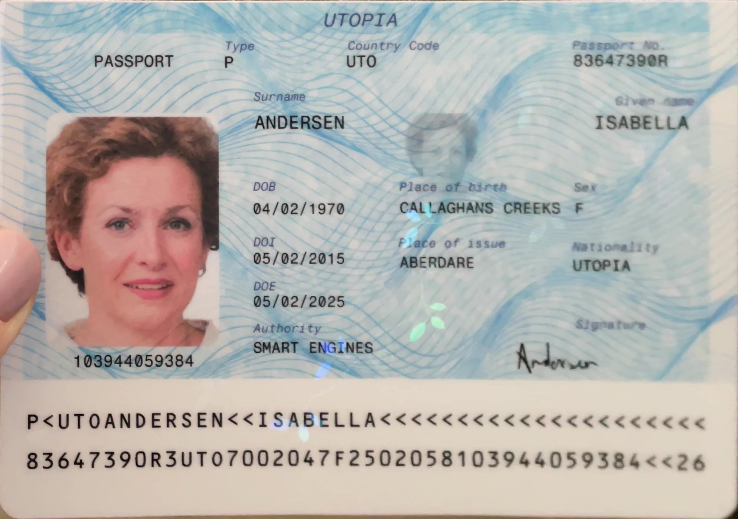 UTOPIA
Type Country Code Passport No.
PASSPORT P UTO 83647390R
Surname Given name
ANDERSEN ISABELLA
DOB Place of birth Sex
04/02/1970 CALLAGHANS CREEKS F
DOI Place of issue Nationality
05/02/2015 ABERDARE UTOPIA
DOE
05/02/2025
Authority Signature
SMART ENGINES Andersen
103944059384
P<UTOANDERSEN<<ISABELLA<<<<<<<<<<<<<<<<<<<<<
83647390R3UTO7002047F2502058103944059384<<26